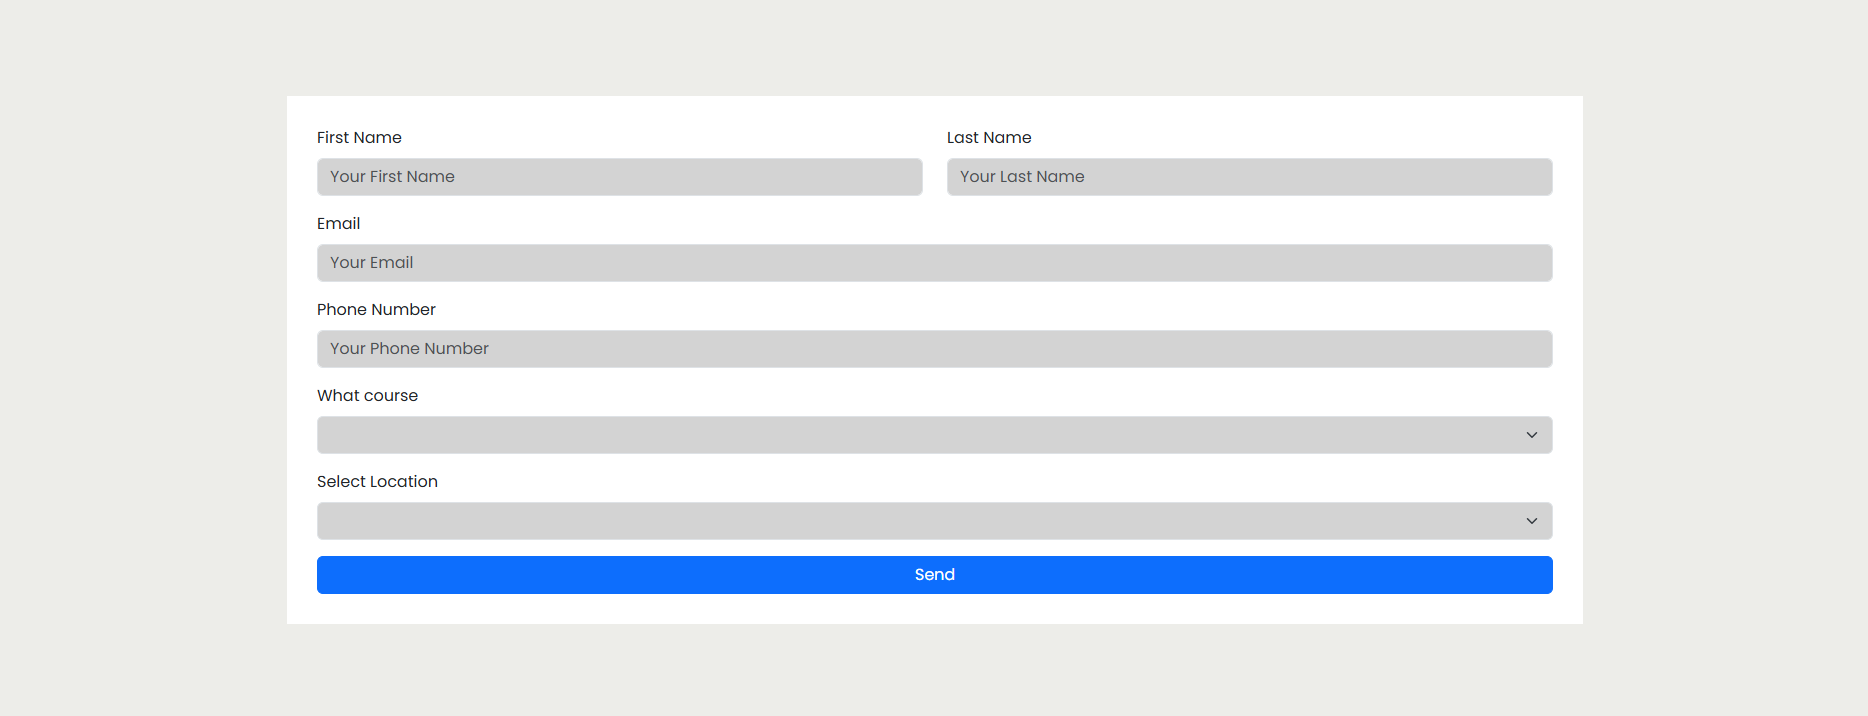 First Name
Last Name
Your First Name
Your Last Name
Email
Your Email
Phone Number
Your Phone Number
What course
Select Location
Send